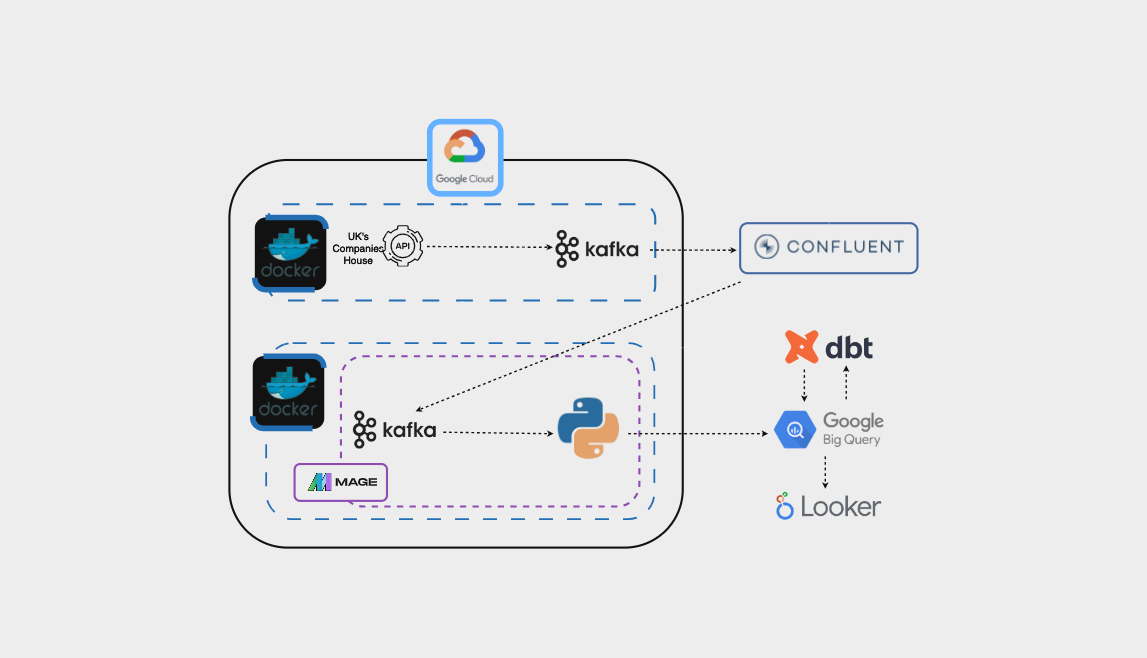 Google Cloud
docker
UK's
Companies
House
API
kafka
CONFLUENT
dbt
docker
kafka
Google
Big Query
MAGE
Looker